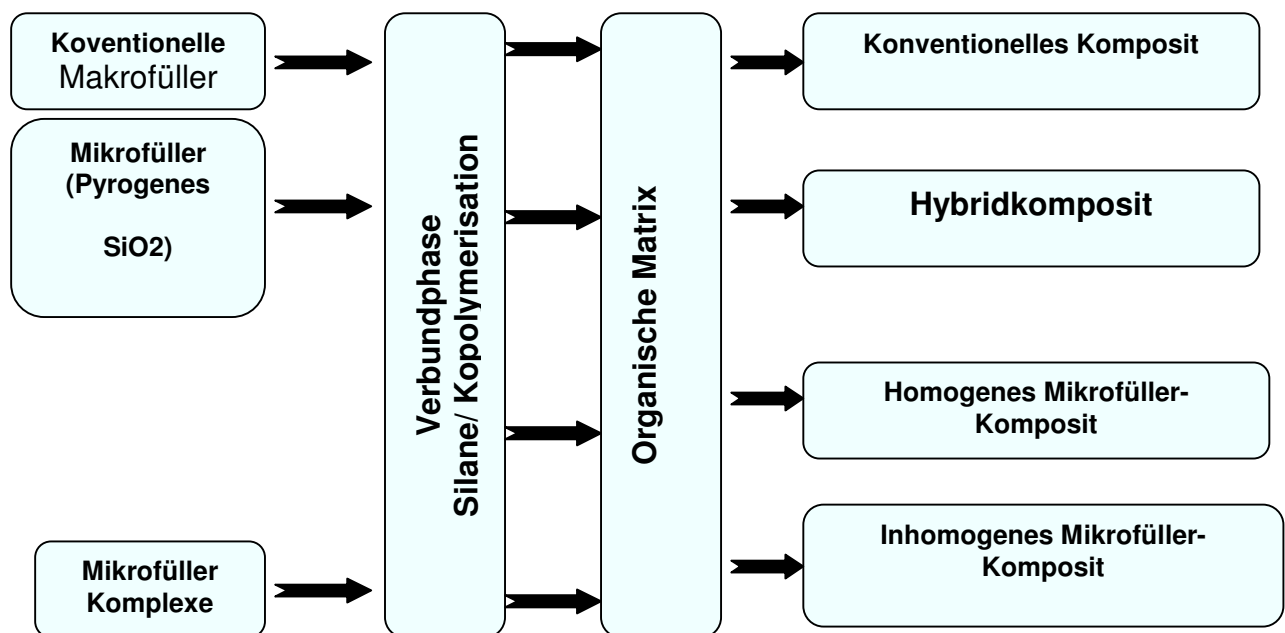 Koventionelle
Makrofüller
Mikrofüller
(Pyrogenes
SiO2)
Mikrofüller
Komplexe
Verbundphase
Silane/ Kopolymerisation
Organische Matrix
Konventionelles Komposit
Hybridkomposit
Homogenes Mikrofüller-
Komposit
Inhomogenes Mikrofüller-
Komposit